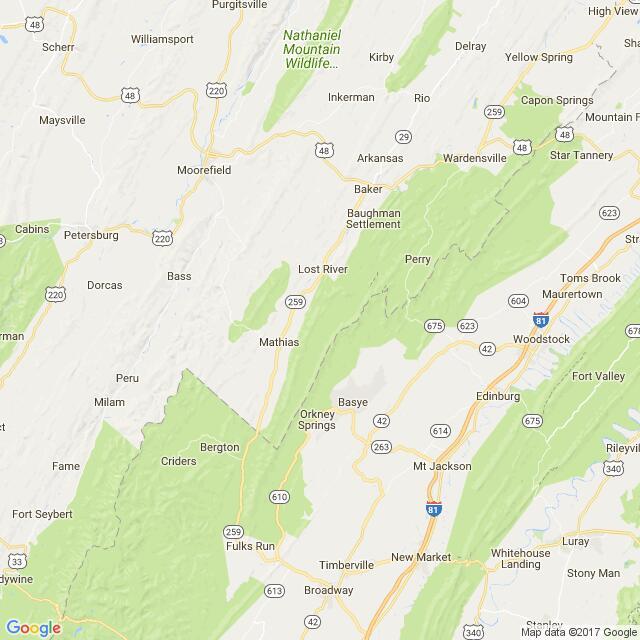 Purgitsville
High View
48
Scherr
Williamsport
Nathaniel
Mountain
Wildlife...
Delray
Kirby
Yellow Spring
48
220
Inkerman
Rio
Capon Springs
Maysville
259
Mountain F
29
48
48
48
Arkansas
Wardensville
Star Tannery
Moorefield
Baker
Baughman
Settlement
623
Cabins
Petersburg
220
Str
Perry
Lost River
Bass
Toms Brook
Dorcas
220
259
604
Maurertown
81
675
623
Woodstock
678
rman
Mathias
42
Fort Valley
Peru
Milam
Basye
Edinburg
Orkney
Springs
42
675
614
Bergton
263
Rileyvil
Criders
Fame
Mt Jackson
340
610
Fort Seybert
81
259
33
Fulks Run
Luray
Whitehouse
Landing
New Market
Timberville
dywine
Stony Man
613
Broadway
42
340
Stanley
Google
Map data ©2017 Google